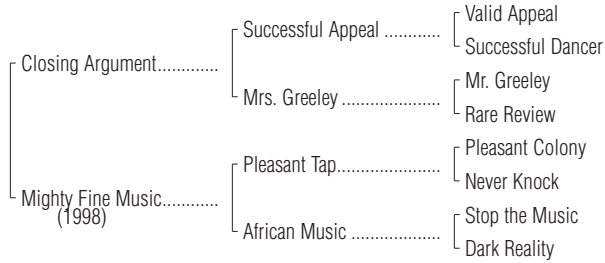 Valid Appeal
Successful Appeal ............
Successful Dancer
Closing Argument.............
Mr. Greeley
Mrs. Greeley .....................
Rare Review
Pleasant Colony
Pleasant Tap......................
Never Knock
Mighty Fine Music............
(1998)
Stop the Music
African Music ...................
Dark Reality